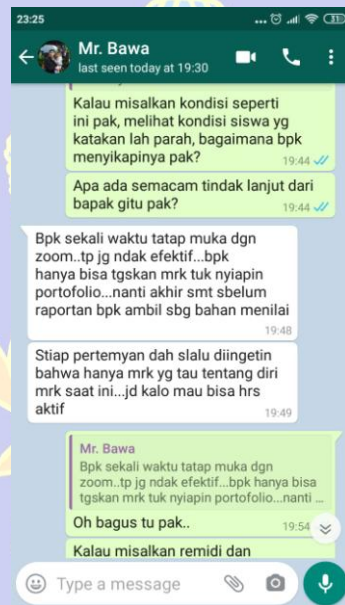 23:25
Mr. Bawa
last seen today at 19:30
Kalau misalkan kondisi seperti
ini pak, melihat kondisi siswa yg
katakan lah parah, bagaimana bpk
menyikapinya pak?
19:44
Apa ada semacam tindak lanjut dari
bapak gitu pak?
19:44
Bpk sekali waktu tatap muka dgn
zoom..tp jg ndak efektif...bpk
hanya bisa tgskan mrk tuk nyiapin
portofolio...nanti akhir smt sbelum
raportan bpk ambil sbg bahan menilai
19:48
Stiap pertemyan dah slalu diingetin
bahwa hanya mrk yg tau tentang diri
mrk saat ini...jd kalo mau bisa hrs
aktif
19:49
Mr. Bawa
Bpk sekali waktu tatap muka dgn
zoom..tp jg ndak efektif...bpk hanya bisa
tgskan mrk tuk nyiapin portofolio...nanti ...
Oh bagus tu pak..
19:54
Kalau misalkan remidi dan
Type a message